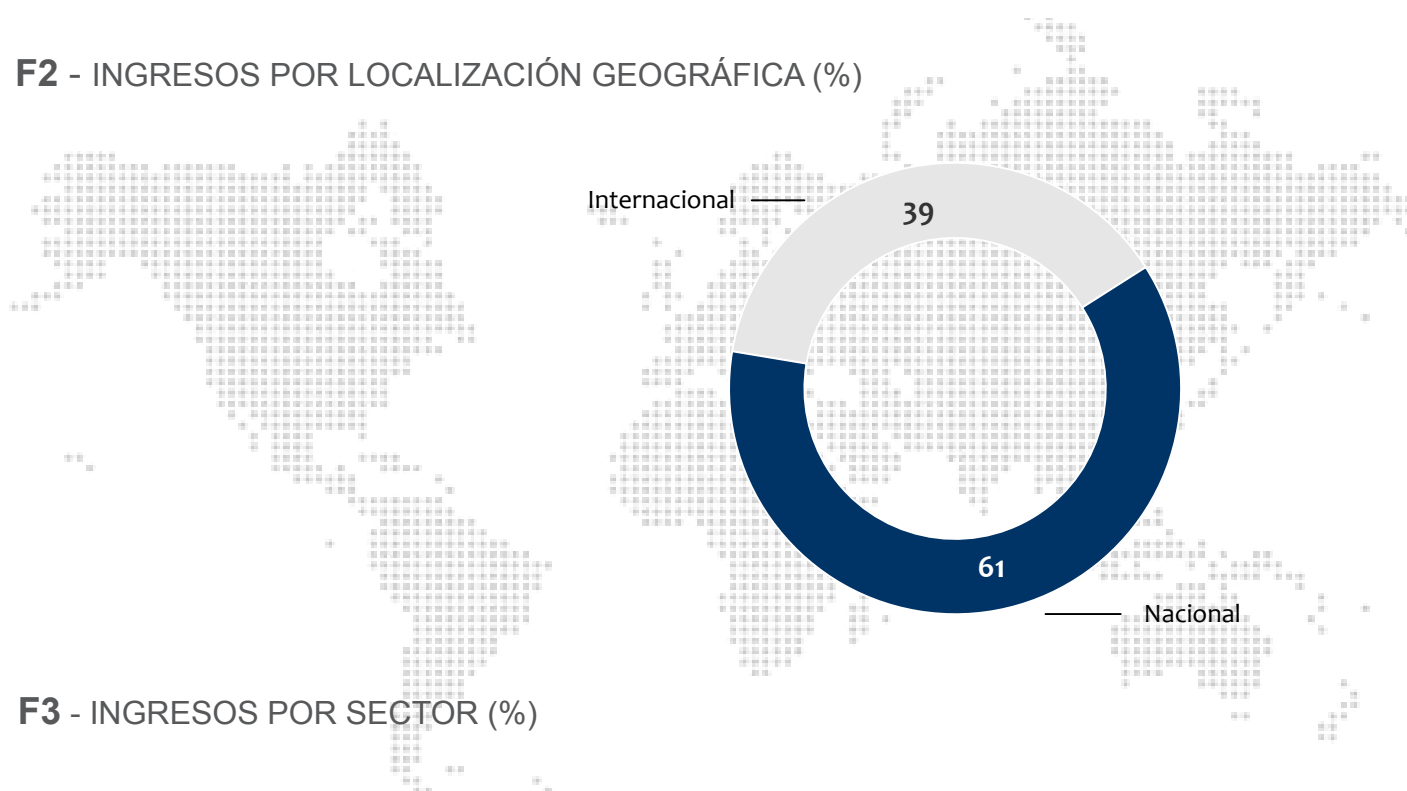 F2 - INGRESOS POR LOCALIZACIÓN GEOGRÁFICA (%)
Internacional
39
61
Nacional
F3 - INGRESOS POR SECTOR (%)